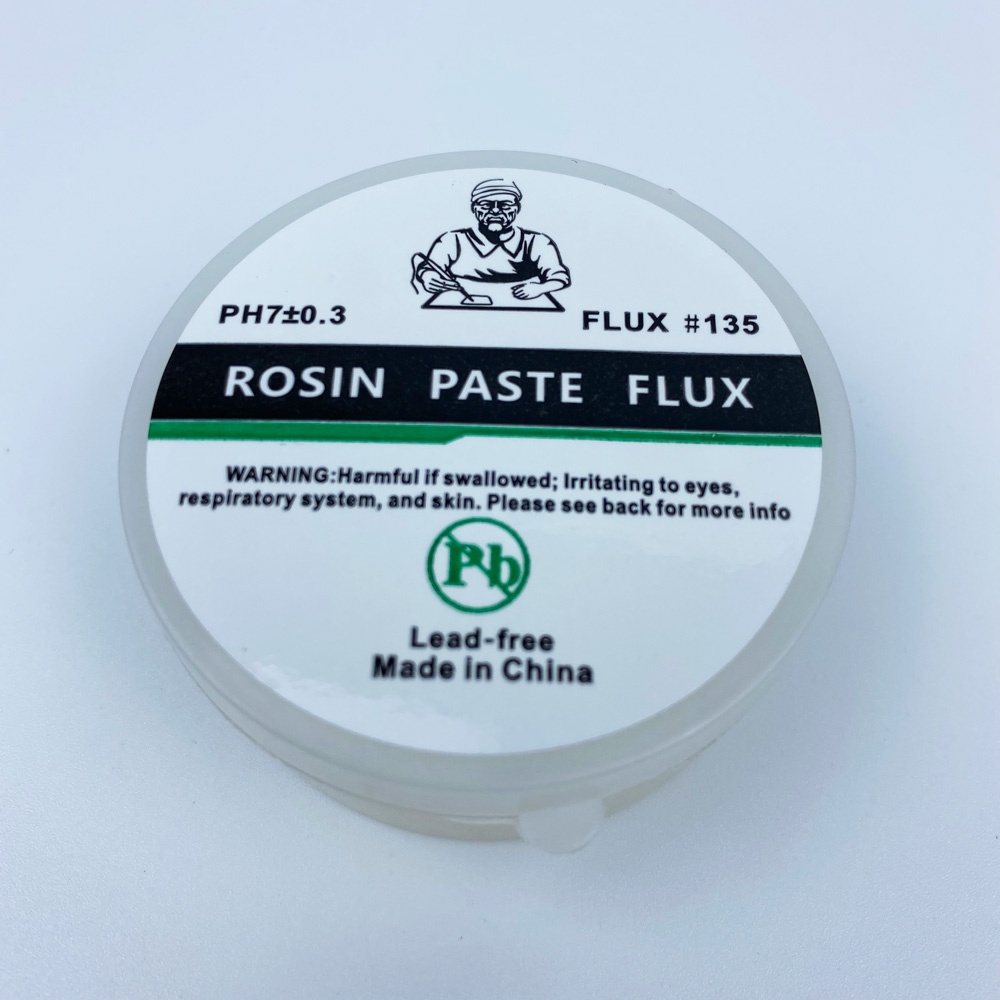 PH7±0.3
FLUX #135
ROSIN PASTE FLUX
WARNING:Harmful if swallowed; Irritating to eyes,
respiratory system, and skin. Please see back for more info
Pb
Lead-free
Made in China